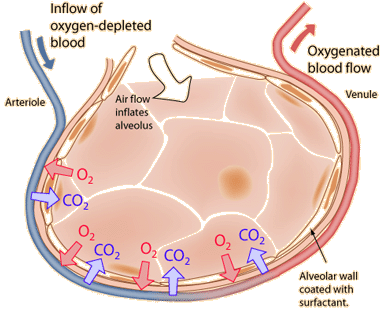 Inflow of
oxygen-depleted
blood
Oxygenated
blood flow
Arteriole
Air flow
inflates
alveolus
Venule
O2
CO2
O2
CO2
O2
CO2
O2
CO2
Alveolar wall
coated with
surfactant.